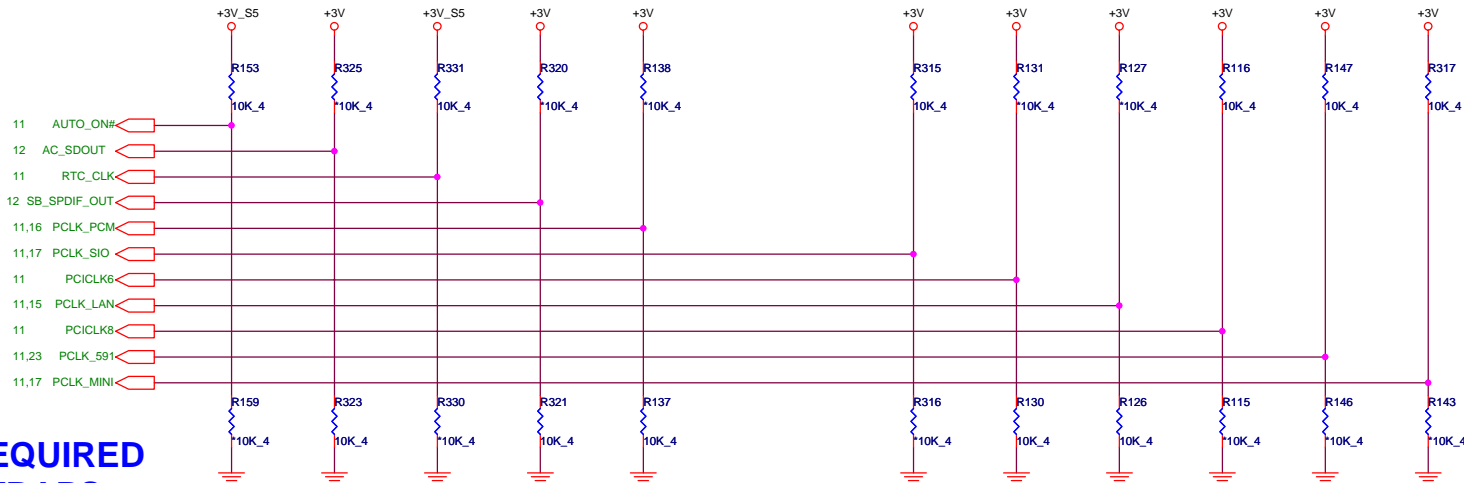 +3V_S5 +3V +3V_S5 +3V +3V +3V +3V +3V +3V +3V +3V
R153 R325 R331 R320 R138 R315 R131 R127 R116 R147 R317
10K_4 *10K_4 10K_4 *10K_4 *10K_4 10K_4 *10K_4 10K_4 *10K_4 10K_4 10K_4
11 AUTO_ON#
12 AC_SDOUT
11 RTC_CLK
12 SB_SPDIF_OUT
11,16 PCLK_PCM
11,17 PCLK_SIO
11 PCICLK6
11,15 PCLK_LAN
11 PCICLK8
11,23 PCLK_591
11,17 PCLK_MINI
R159 R323 R330 R321 R137 R316 R130 R126 R115 R146 R143
*10K_4 10K_4 *10K_4 10K_4 10K_4 *10K_4 10K_4 *10K_4 10K_4 *10K_4 *10K_4
EQUIRED